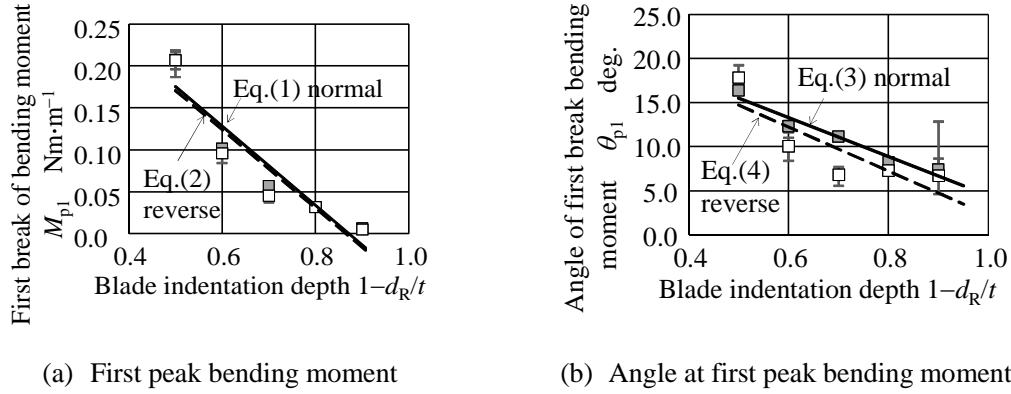 First break of bending moment
M_p1 Nm·m⁻¹
0.25
0.20
0.15
0.10
0.05
0.0
0.4 0.6 0.8 1.0
Eq.(1) normal
Eq.(2)
reverse
Blade indentation depth 1−d_R/t
(a) First peak bending moment
Angle of first break bending
moment θ_p1 deg.
25.0
20.0
15.0
10.0
5.0
0.0
0.4 0.6 0.8 1.0
Eq.(3) normal
Eq.(4)
reverse
Blade indentation depth 1−d_R/t
(b) Angle at first peak bending moment